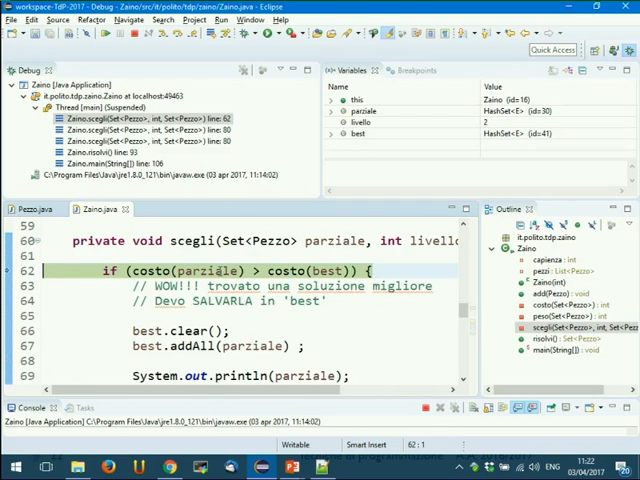 workspace-TdP-2017 - Debug - Zaino/src/it/polito/tdp/zaino/Zaino.java - Eclipse
File Edit Source Refactor Navigate Search Project Run Window Help
Quick Access
Debug
Zaino [Java Application]
it.polito.tdp.zaino.Zaino at localhost:49463
Thread [main] (Suspended)
Zaino.scegli(Set<Pezzo>, int, Set<Pezzo>) line: 62
Zaino.scegli(Set<Pezzo>, int, Set<Pezzo>) line: 80
Zaino.scegli(Set<Pezzo>, int, Set<Pezzo>) line: 80
Zaino.risolvi() line: 93
Zaino.main(String[]) line: 106
C:\Program Files\Java\jre1.8.0_121\bin\javaw.exe (03 apr 2017, 11:14:02)
Variables Breakpoints
Name Value
this Zaino (id=16)
parziale HashSet<E> (id=30)
livello 2
best HashSet<E> (id=41)
Pezzo.java Zaino.java
59
60 private void scegli(Set<Pezzo> parziale, int livello
61
62 if (costo(parziale) > costo(best)) {
63 // WOW!!! trovato una soluzione migliore
64 // Devo SALVARLA in 'best'
65
66 best.clear();
67 best.addAll(parziale) ;
68
69 System.out.println(parziale);
Outline
it.polito.tdp.zaino
Zaino
capienza : int
pezzi : List<Pezzo>
Zaino(int)
add(Pezzo) : void
costo(Set<Pezzo>) : int
peso(Set<Pezzo>) : int
scegli(Set<Pezzo>, int, Set<Pezzo
risolvi() : Set<Pezzo>
main(String[]) : void
Console Tasks
Zaino [Java Application] C:\Program Files\Java\jre1.8.0_121\bin\javaw.exe (03 apr 2017, 11:14:02)
Writable Smart Insert 62 : 1
11:22
03/04/2017
20